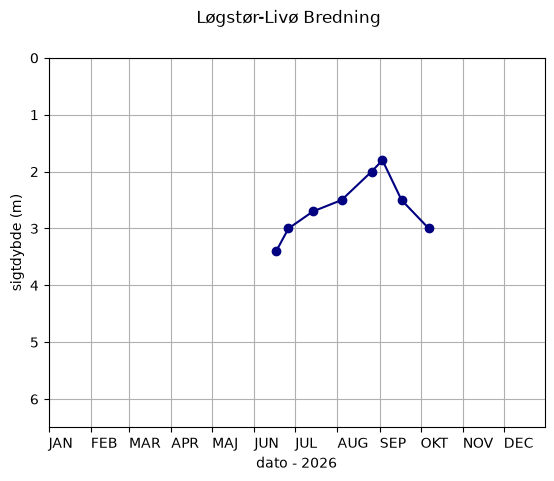 Løgstør-Livø Bredning
0
1
2
3
4
5
6
sigtdybde (m)
JAN FEB MAR APR MAJ JUN JUL AUG SEP OKT NOV DEC
dato - 2026